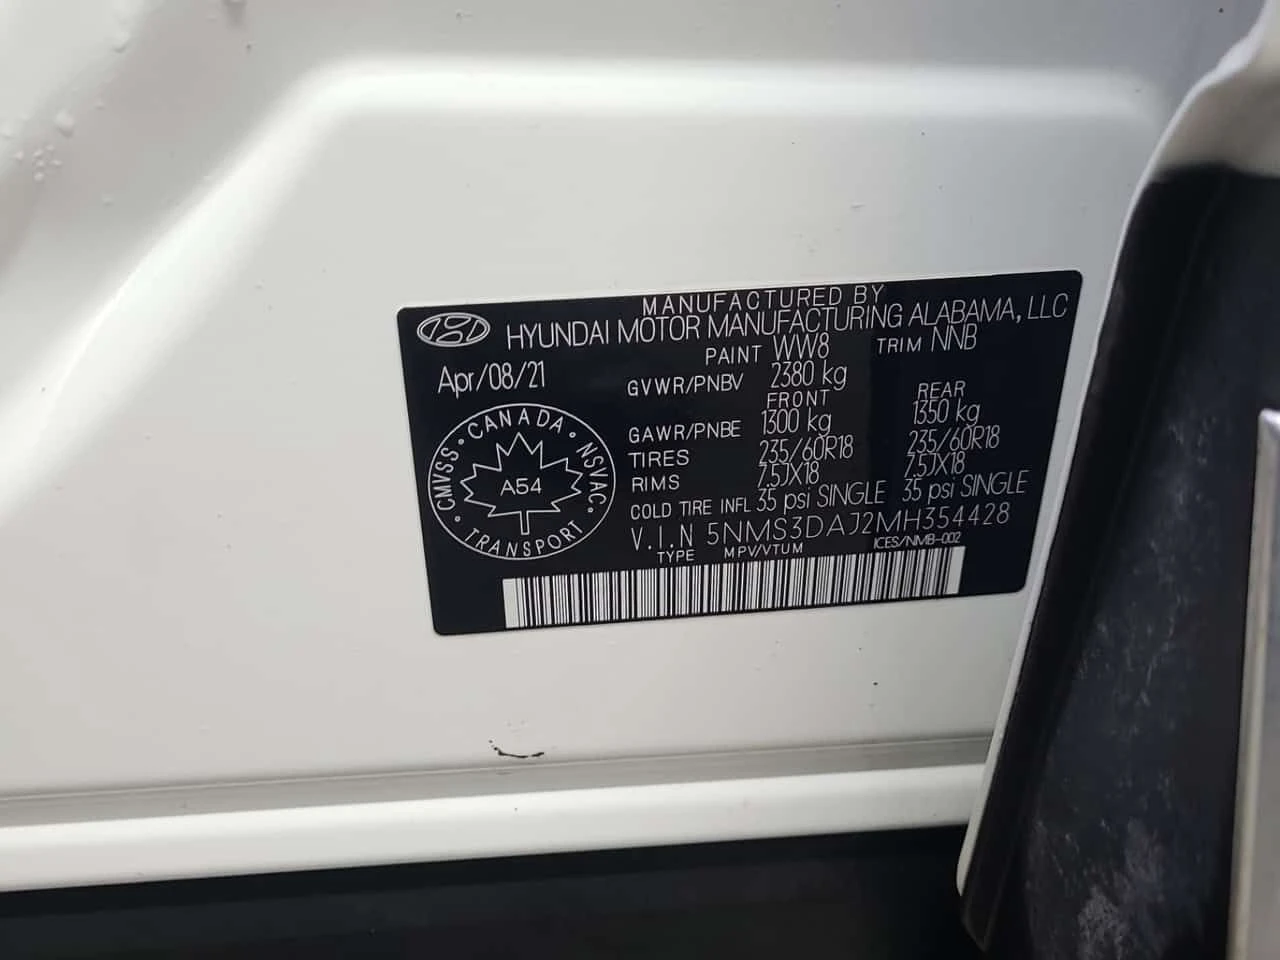 MANUFACTURED BY
HYUNDAI MOTOR MANUFACTURING ALABAMA, LLC
PAINT WW8 TRIM NNB
Apr/08/21
GVWR/PNBV 2380 kg
FRONT REAR
GAWR/PNBE 1300 kg 1350 kg
TIRES 235/60R18 235/60R18
RIMS 7.5JX18 7.5JX18
COLD TIRE INFL 35 psi SINGLE 35 psi SINGLE
V.I.N 5NMS3DAJ2MH354428
TYPE MPV/VTUM ICES/NMB-002
CMVSS • CANADA • NSVAC • TRANSPORT •
A54